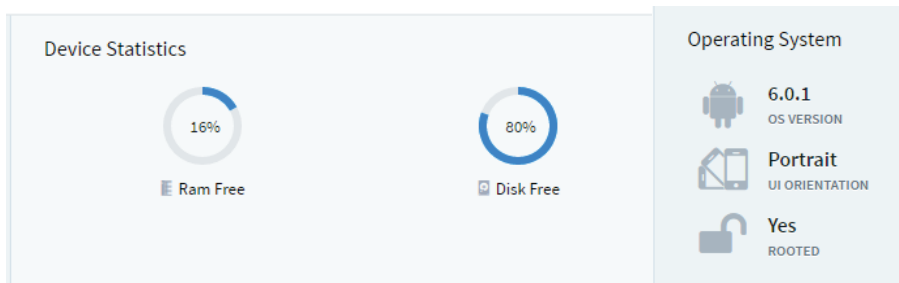 Device Statistics
16%
Ram Free
80%
Disk Free
Operating System
6.0.1
OS VERSION
Portrait
UI ORIENTATION
Yes
ROOTED